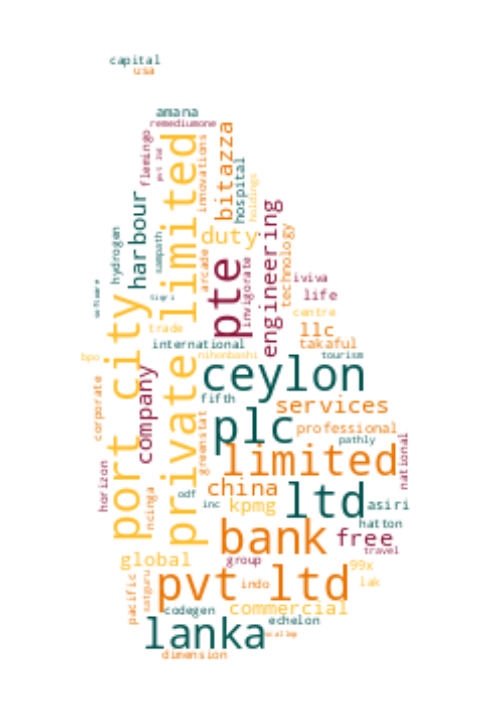 capital
usa
amana
remediumone
flemingo
pvt ltd
private limited
innovations
bitazza
hospital
holdings
harbour
sampath
hydrogen
software
duty
arcade
pte
invigorate
engineering
technology
iviva
life
centre
llc
takaful
tourism
port city
trade
international
nihonbashi
bpo
corporate
company
ceylon
fifth
services
plc
professional
pathly
greenstat
limited
national
horizon
ncinga
odf
inc
china
kpmg
ltd
asiri
hatton
bank
free
travel
global
group
99x
pacific
satguru
pvt ltd
indo
lak
codegen
commercial
echelon
lanka
dimension